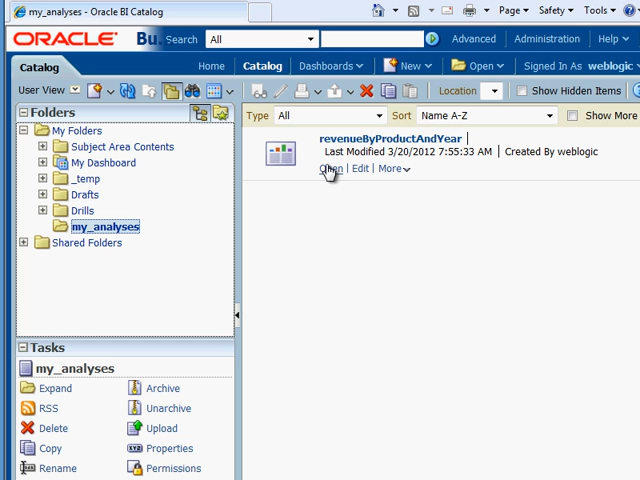 my_analyses - Oracle BI Catalog
Page Safety Tools
ORACLE Bu. Search All Advanced Administration Help
Catalog Home Catalog Dashboards New Open Signed In As weblogic
User View Location Show Hidden Items
Folders
My Folders
Subject Area Contents
My Dashboard
_temp
Drafts
Drills
my_analyses
Shared Folders
Type All Sort Name A-Z Show More
revenueByProductAndYear |
Last Modified 3/20/2012 7:55:33 AM | Created By weblogic
Open | Edit | More
Tasks
my_analyses
Expand Archive
RSS Unarchive
Delete Upload
Copy XYZ Properties
Rename Permissions